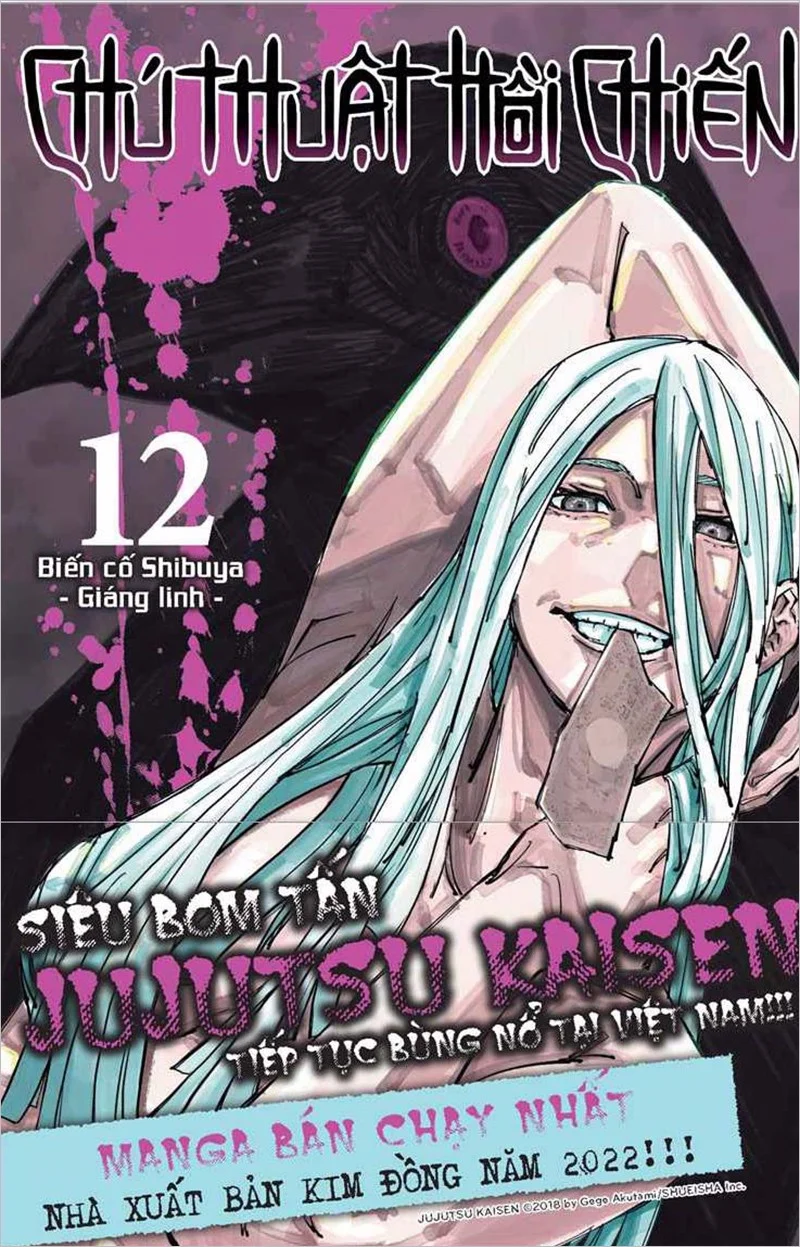 CHÚ THUẬT HỒI CHIẾN
12
Biến cố Shibuya
- Giáng linh -
SIÊU BOM TẤN
JUJUTSU KAISEN
TIẾP TỤC BÙNG NỔ TẠI VIỆT NAM!!!
MANGA BÁN CHẠY NHẤT
NHÀ XUẤT BẢN KIM ĐỒNG NĂM 2022!!!
JUJUTSU KAISEN ©2018 by Gege Akutami/SHUEISHA Inc.